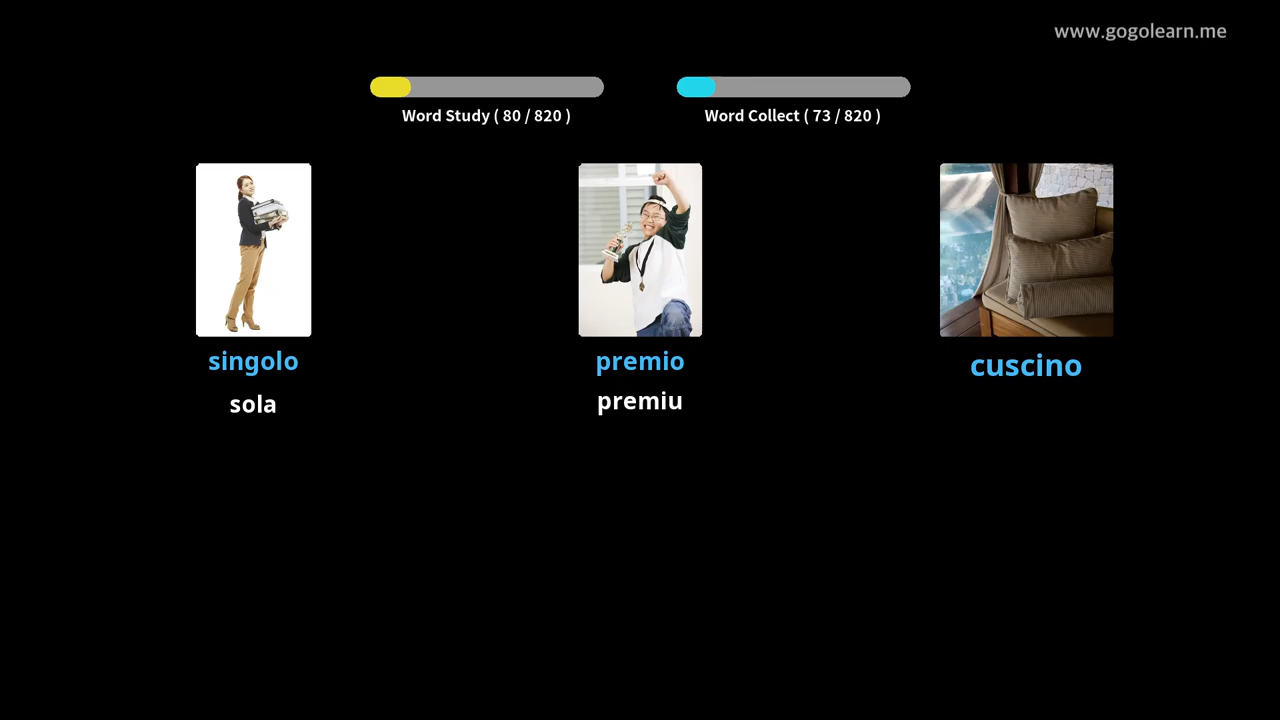 www.gogolearn.me
Word Study ( 80 / 820 )
Word Collect ( 73 / 820 )
singolo
sola
premio
premiu
cuscino